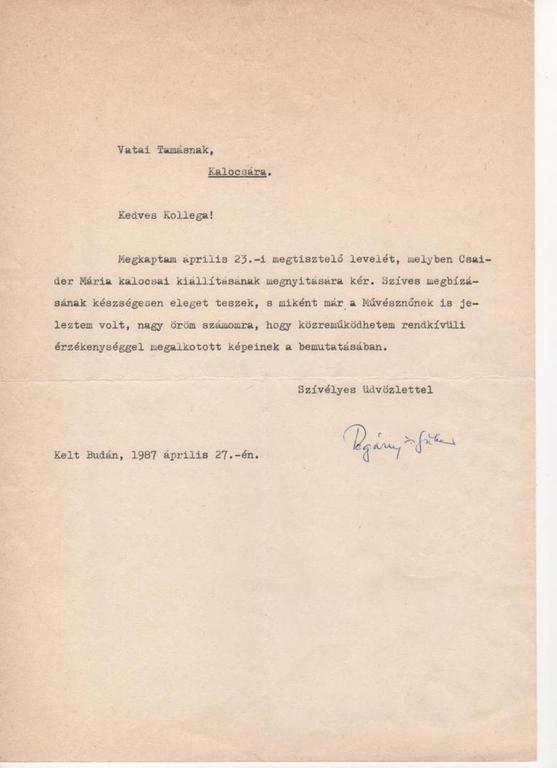 Vatai Tamásnak,
Kalocsára.
Kedves Kollega!
Megkaptam április 23.-i megtisztelő levelét, melyben Csai-
der Mária kalocsai kiállításának megnyitására kér. Szíves megbízá-
sának készségesen eleget teszek, s miként már a Művésznőnek is je-
leztem volt, nagy öröm számomra, hogy közreműködhetem rendkívüli
érzékenységgel megalkotott képeinek a bemutatásában.
Szívélyes üdvözlettel
Pogány
Kelt Budán, 1987 április 27.-én.